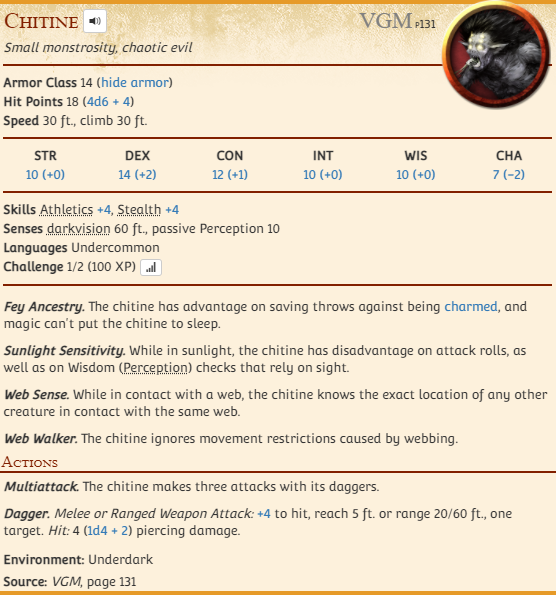 Chitine VGM p131
Small monstrosity, chaotic evil
Armor Class 14 (hide armor)
Hit Points 18 (4d6 + 4)
Speed 30 ft., climb 30 ft.
STR DEX CON INT WIS CHA
10 (+0) 14 (+2) 12 (+1) 10 (+0) 10 (+0) 7 (−2)
Skills Athletics +4, Stealth +4
Senses darkvision 60 ft., passive Perception 10
Languages Undercommon
Challenge 1/2 (100 XP)
Fey Ancestry. The chitine has advantage on saving throws against being charmed, and
magic can't put the chitine to sleep.
Sunlight Sensitivity. While in sunlight, the chitine has disadvantage on attack rolls, as
well as on Wisdom (Perception) checks that rely on sight.
Web Sense. While in contact with a web, the chitine knows the exact location of any other
creature in contact with the same web.
Web Walker. The chitine ignores movement restrictions caused by webbing.
Actions
Multiattack. The chitine makes three attacks with its daggers.
Dagger. Melee or Ranged Weapon Attack: +4 to hit, reach 5 ft. or range 20/60 ft., one
target. Hit: 4 (1d4 + 2) piercing damage.
Environment: Underdark
Source: VGM, page 131